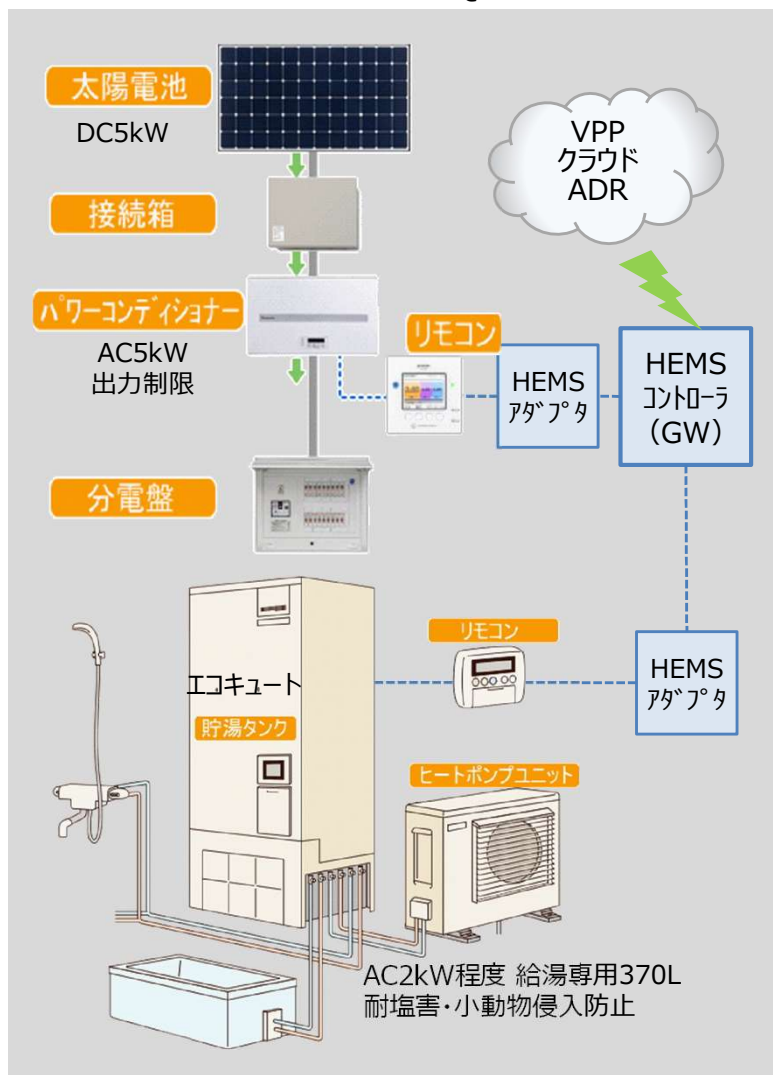 太陽電池
DC5kW
VPP
クラウド
ADR
接続箱
パワーコンディショナー
AC5kW
出力制限
リモコン
HEMS
アダプタ
HEMS
コントローラ
(GW)
分電盤
リモコン
HEMS
アダプタ
エコキュート
貯湯タンク
ヒートポンプユニット
AC2kW程度 給湯専用370L
耐塩害・小動物侵入防止